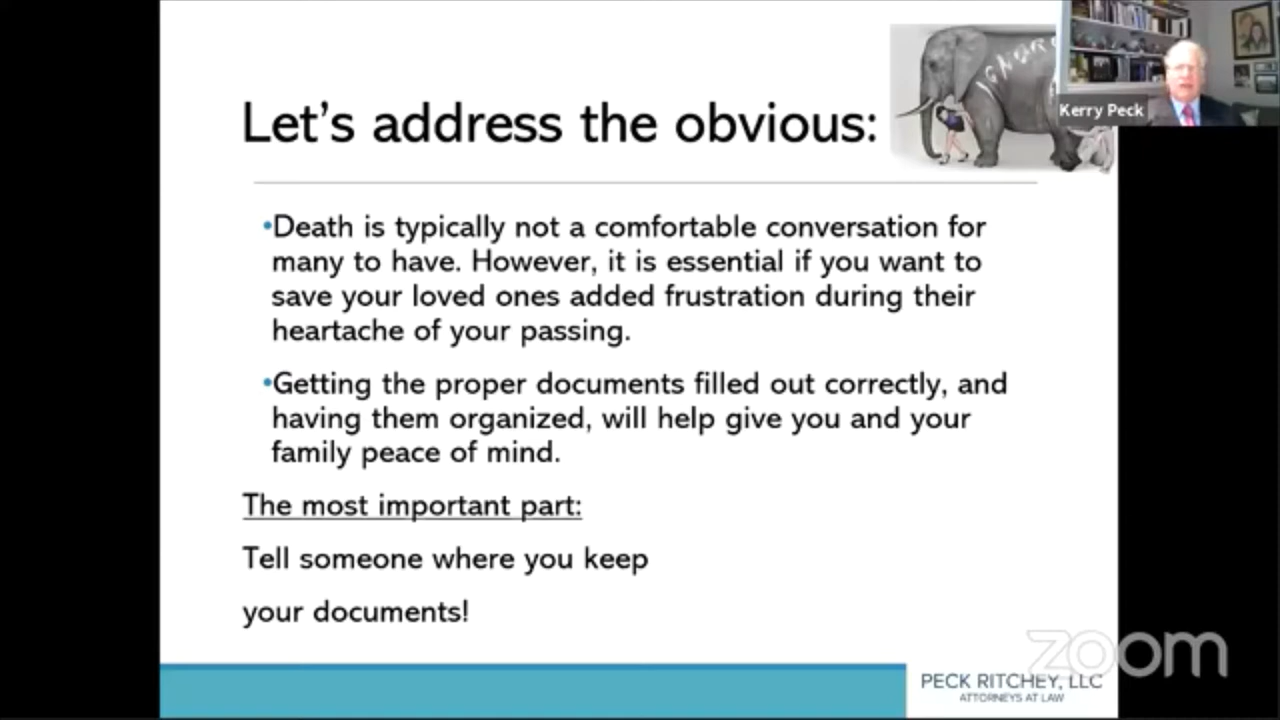 Let's address the obvious:
IGNORE
Kerry Peck
•Death is typically not a comfortable conversation for
many to have. However, it is essential if you want to
save your loved ones added frustration during their
heartache of your passing.
•Getting the proper documents filled out correctly, and
having them organized, will help give you and your
family peace of mind.
The most important part:
Tell someone where you keep
your documents!
zoom
PECK RITCHEY, LLC
ATTORNEYS AT LAW